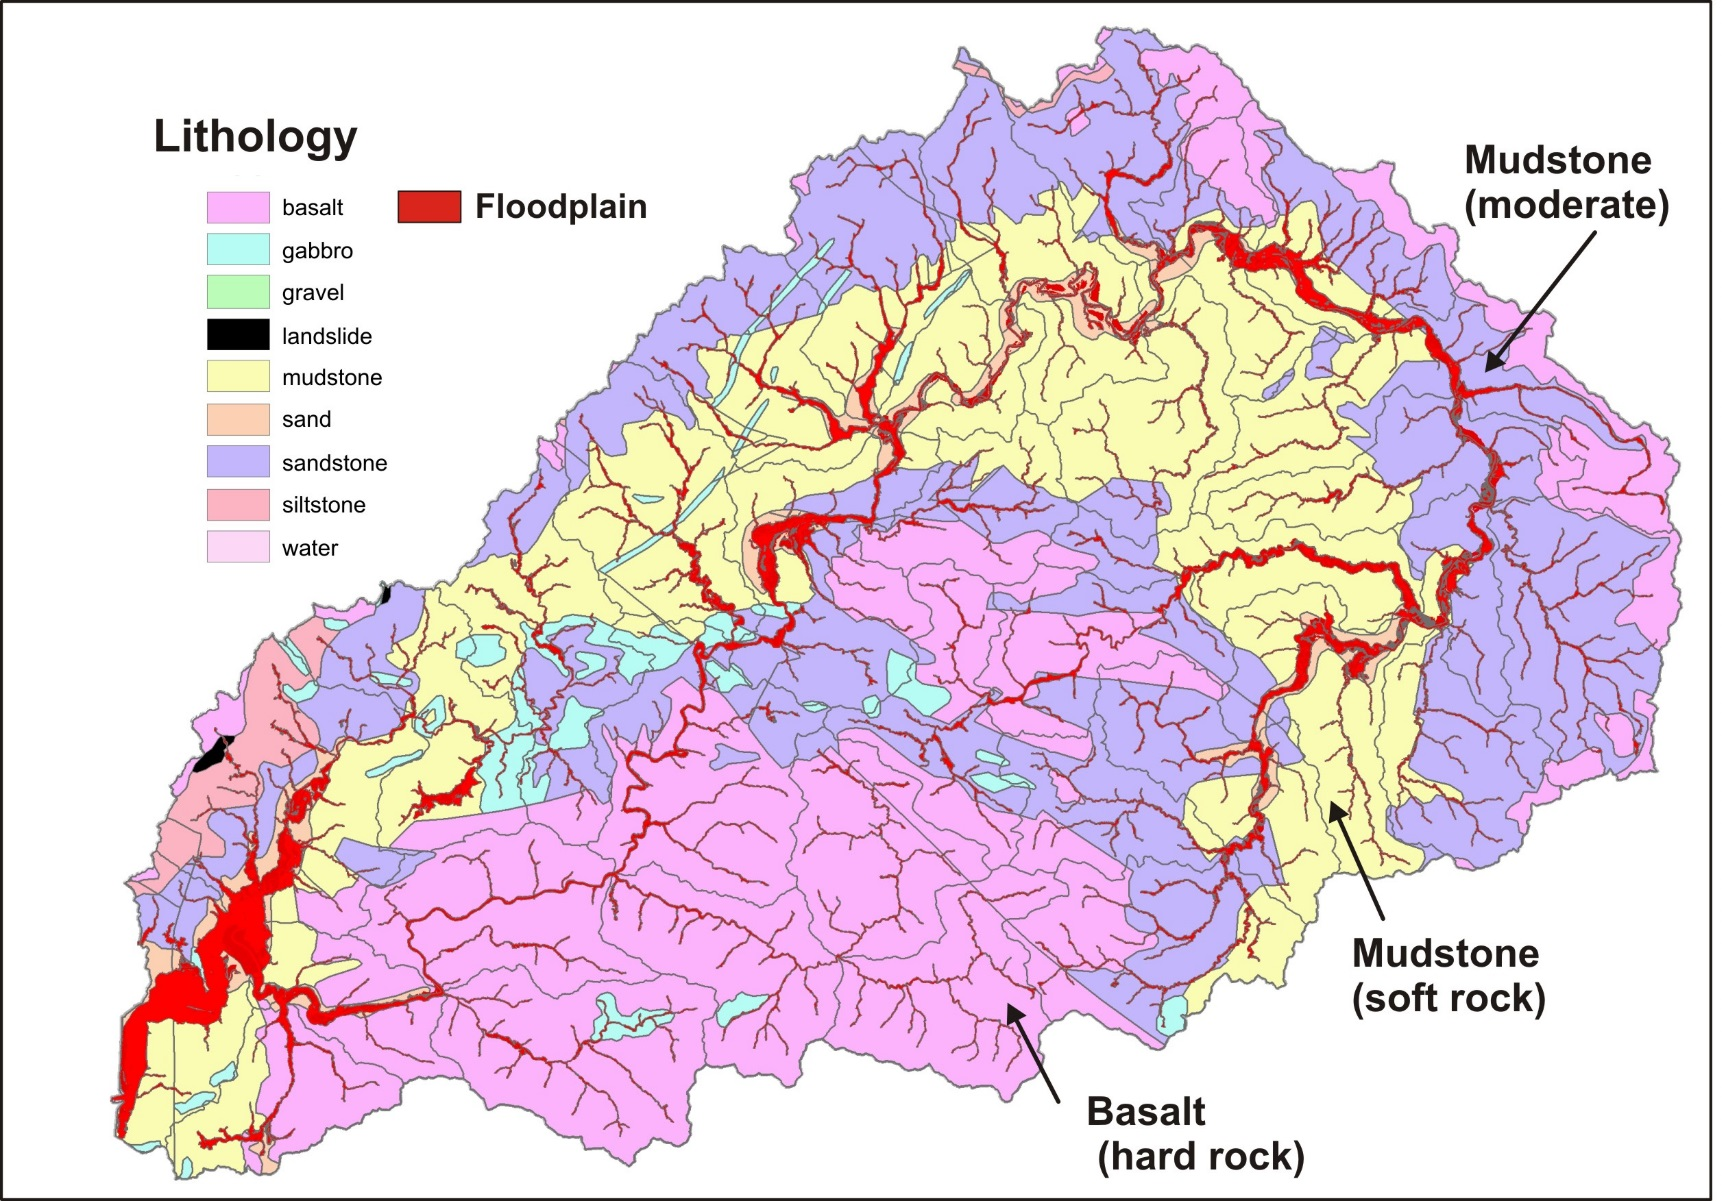 Lithology
basalt
Floodplain
gabbro
gravel
landslide
mudstone
sand
sandstone
siltstone
water
Mudstone
(moderate)
Mudstone
(soft rock)
Basalt
(hard rock)